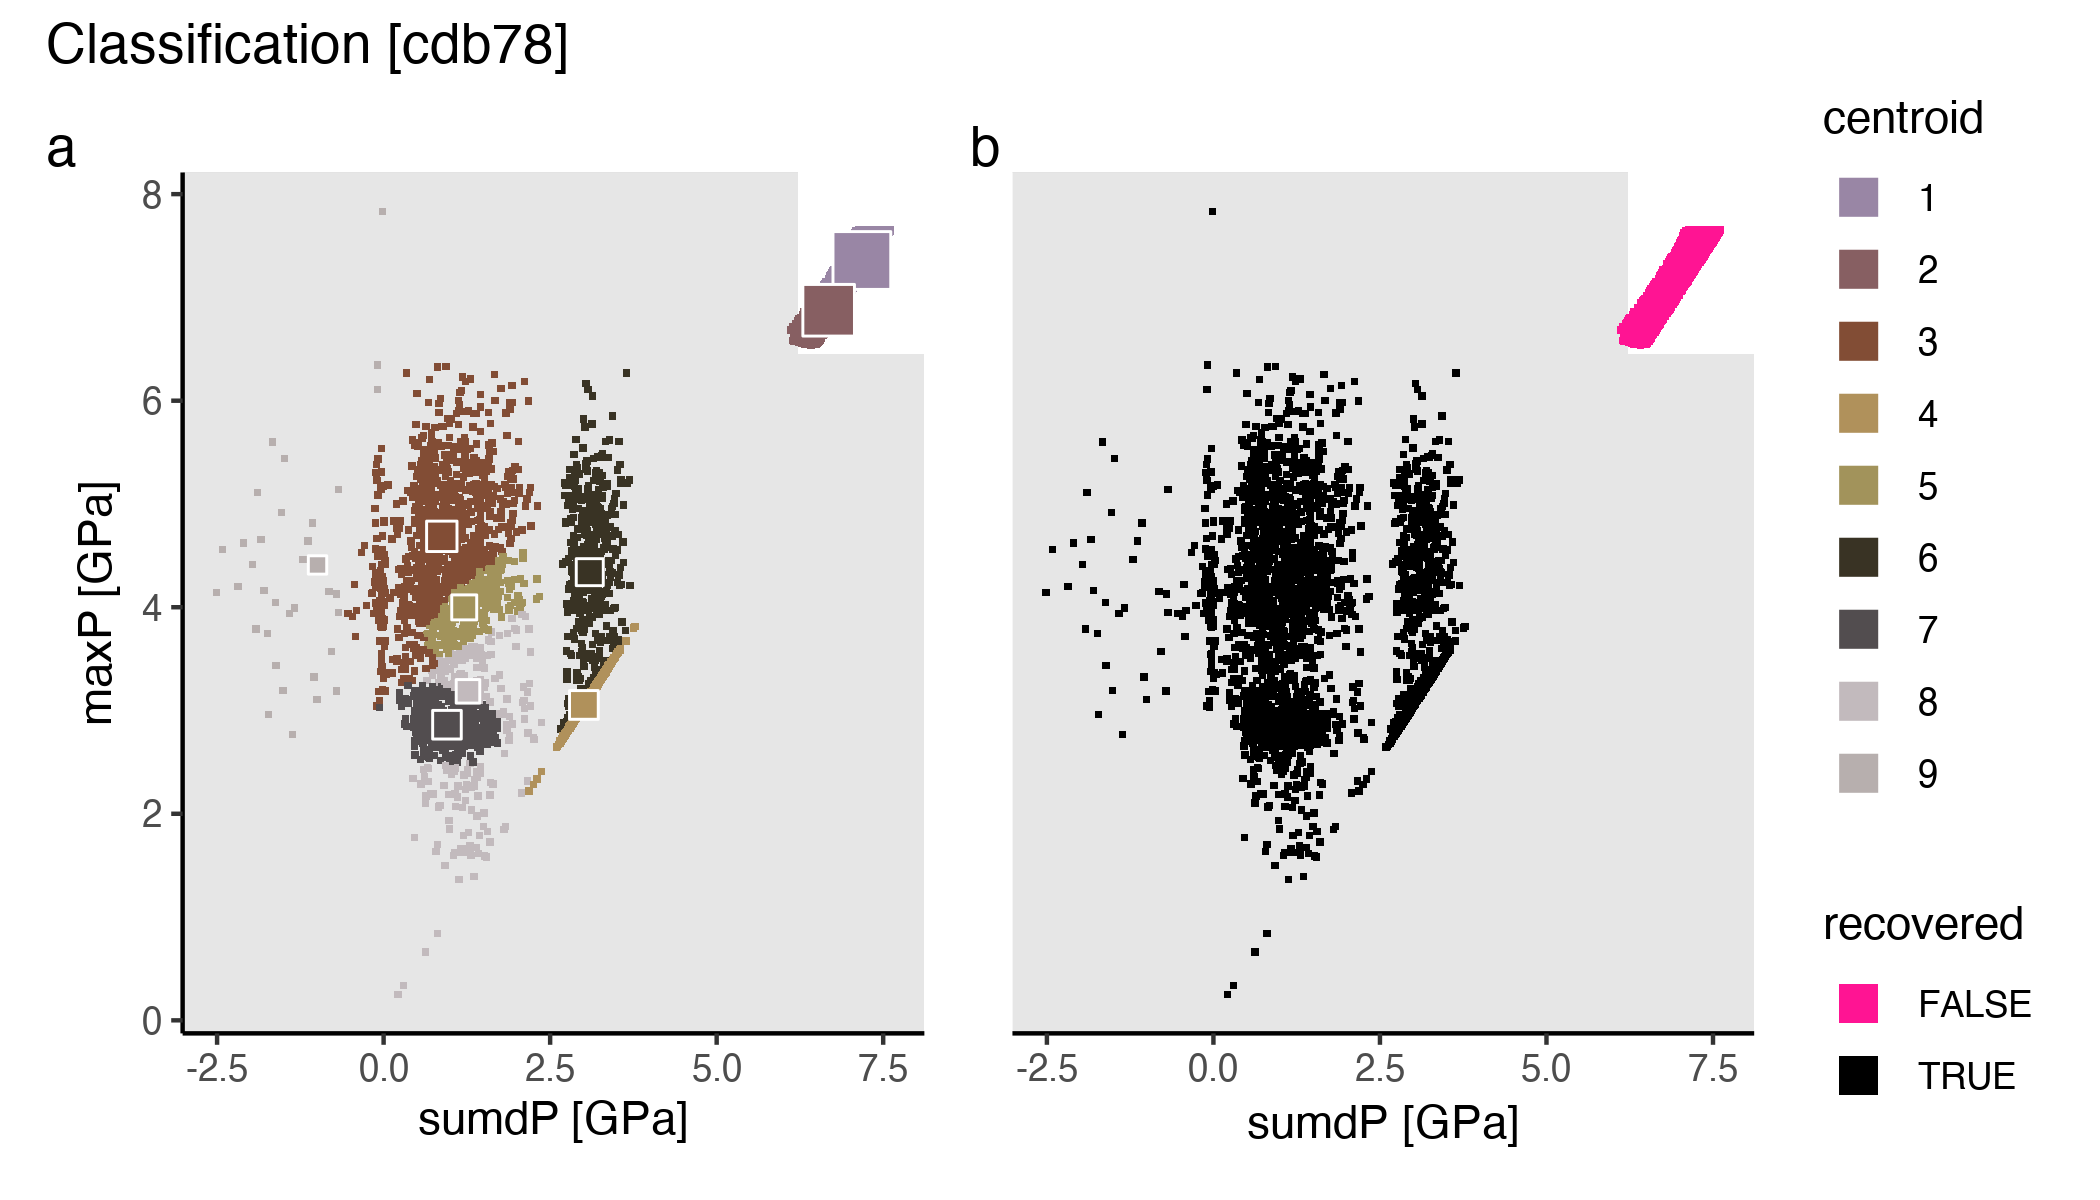 Classification [cdb78]
a
b
8
6
4
2
0
maxP [GPa]
-2.5 0.0 2.5 5.0 7.5
sumdP [GPa]
-2.5 0.0 2.5 5.0 7.5
sumdP [GPa]
centroid
1
2
3
4
5
6
7
8
9
recovered
FALSE
TRUE